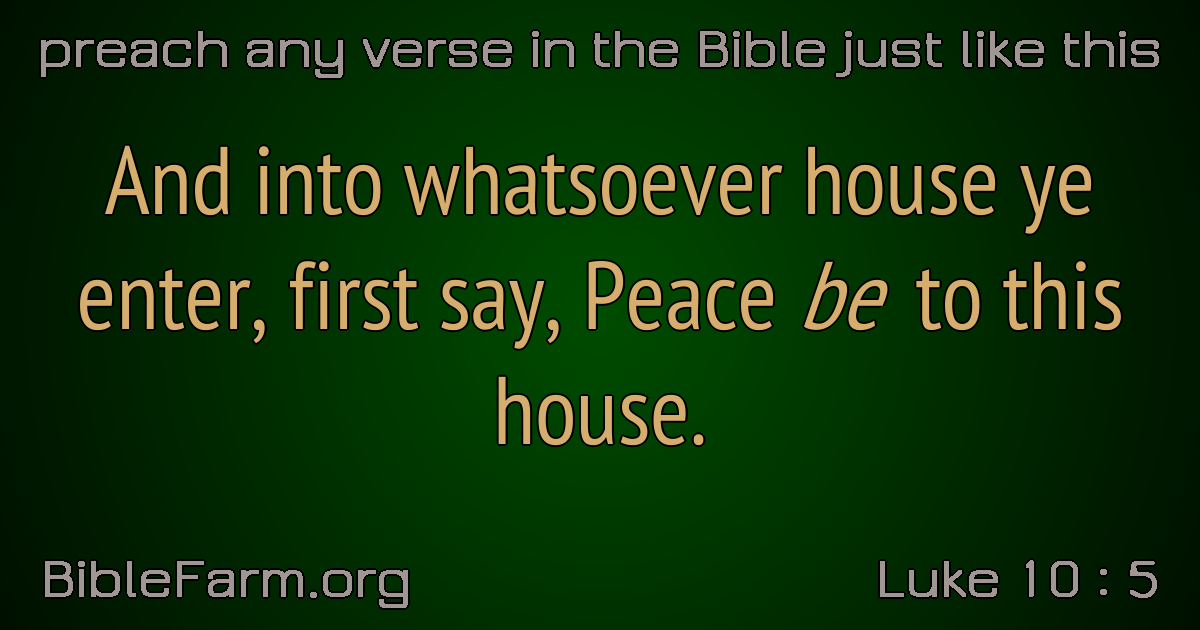 preach any verse in the Bible just like this
And into whatsoever house ye
enter, first say, Peace be to this
house.
BibleFarm.org
Luke 10 : 5